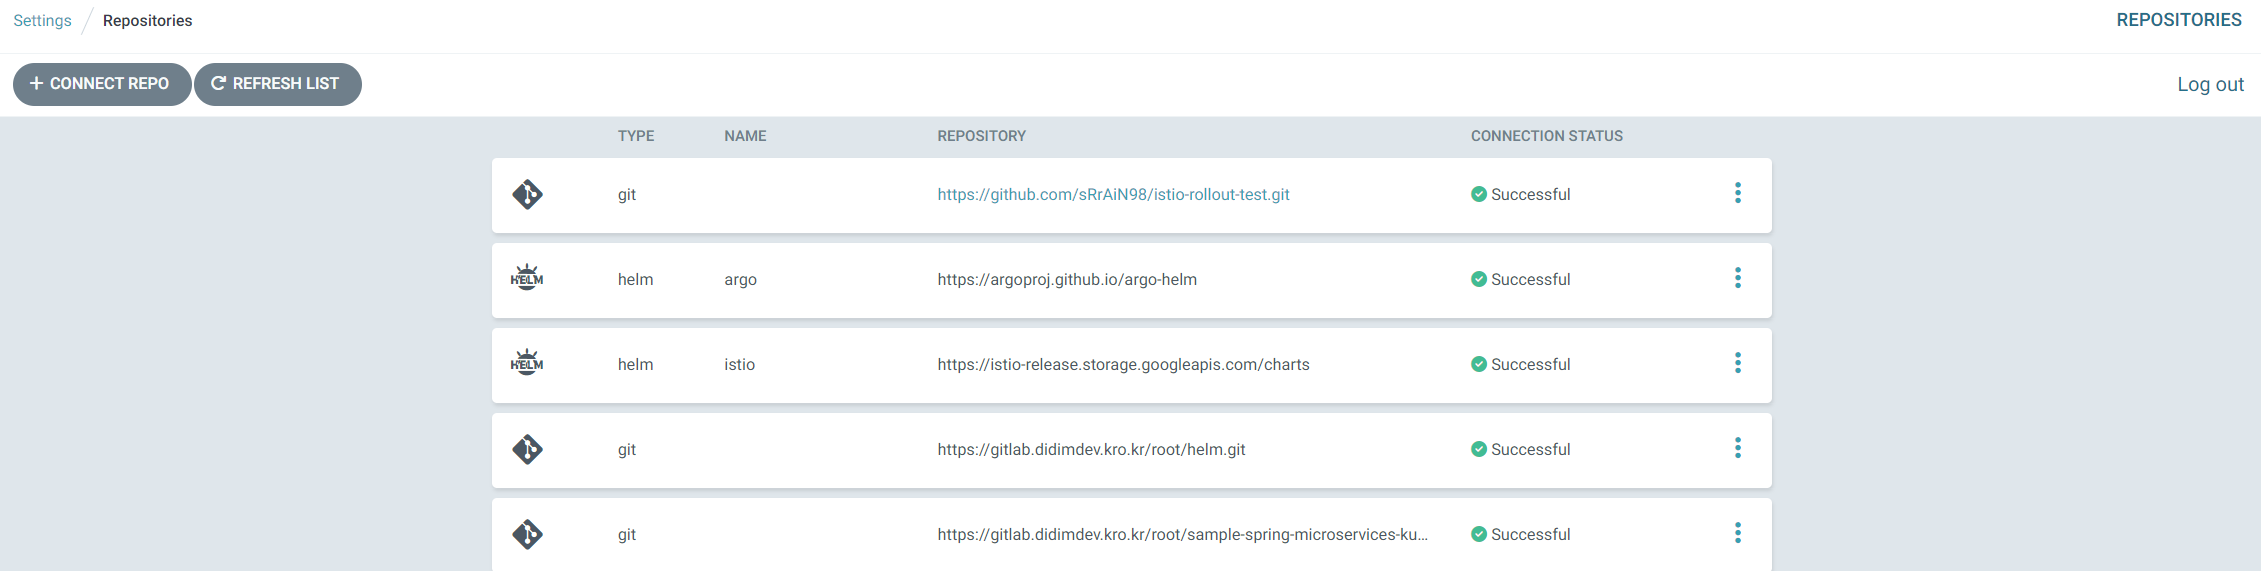 Settings / Repositories REPOSITORIES
+ CONNECT REPO REFRESH LIST Log out
TYPE NAME REPOSITORY CONNECTION STATUS
git https://github.com/sRrAiN98/istio-rollout-test.git Successful
HELM helm argo https://argoproj.github.io/argo-helm Successful
HELM helm istio https://istio-release.storage.googleapis.com/charts Successful
git https://gitlab.didimdev.kro.kr/root/helm.git Successful
git https://gitlab.didimdev.kro.kr/root/sample-spring-microservices-ku... Successful